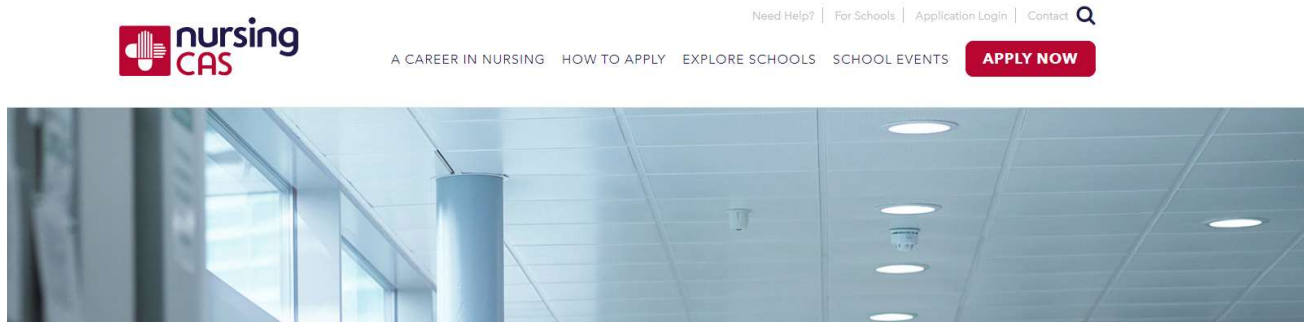 Need Help? | For Schools | Application Login | Contact
nursing
CAS
A CAREER IN NURSING HOW TO APPLY EXPLORE SCHOOLS SCHOOL EVENTS APPLY NOW